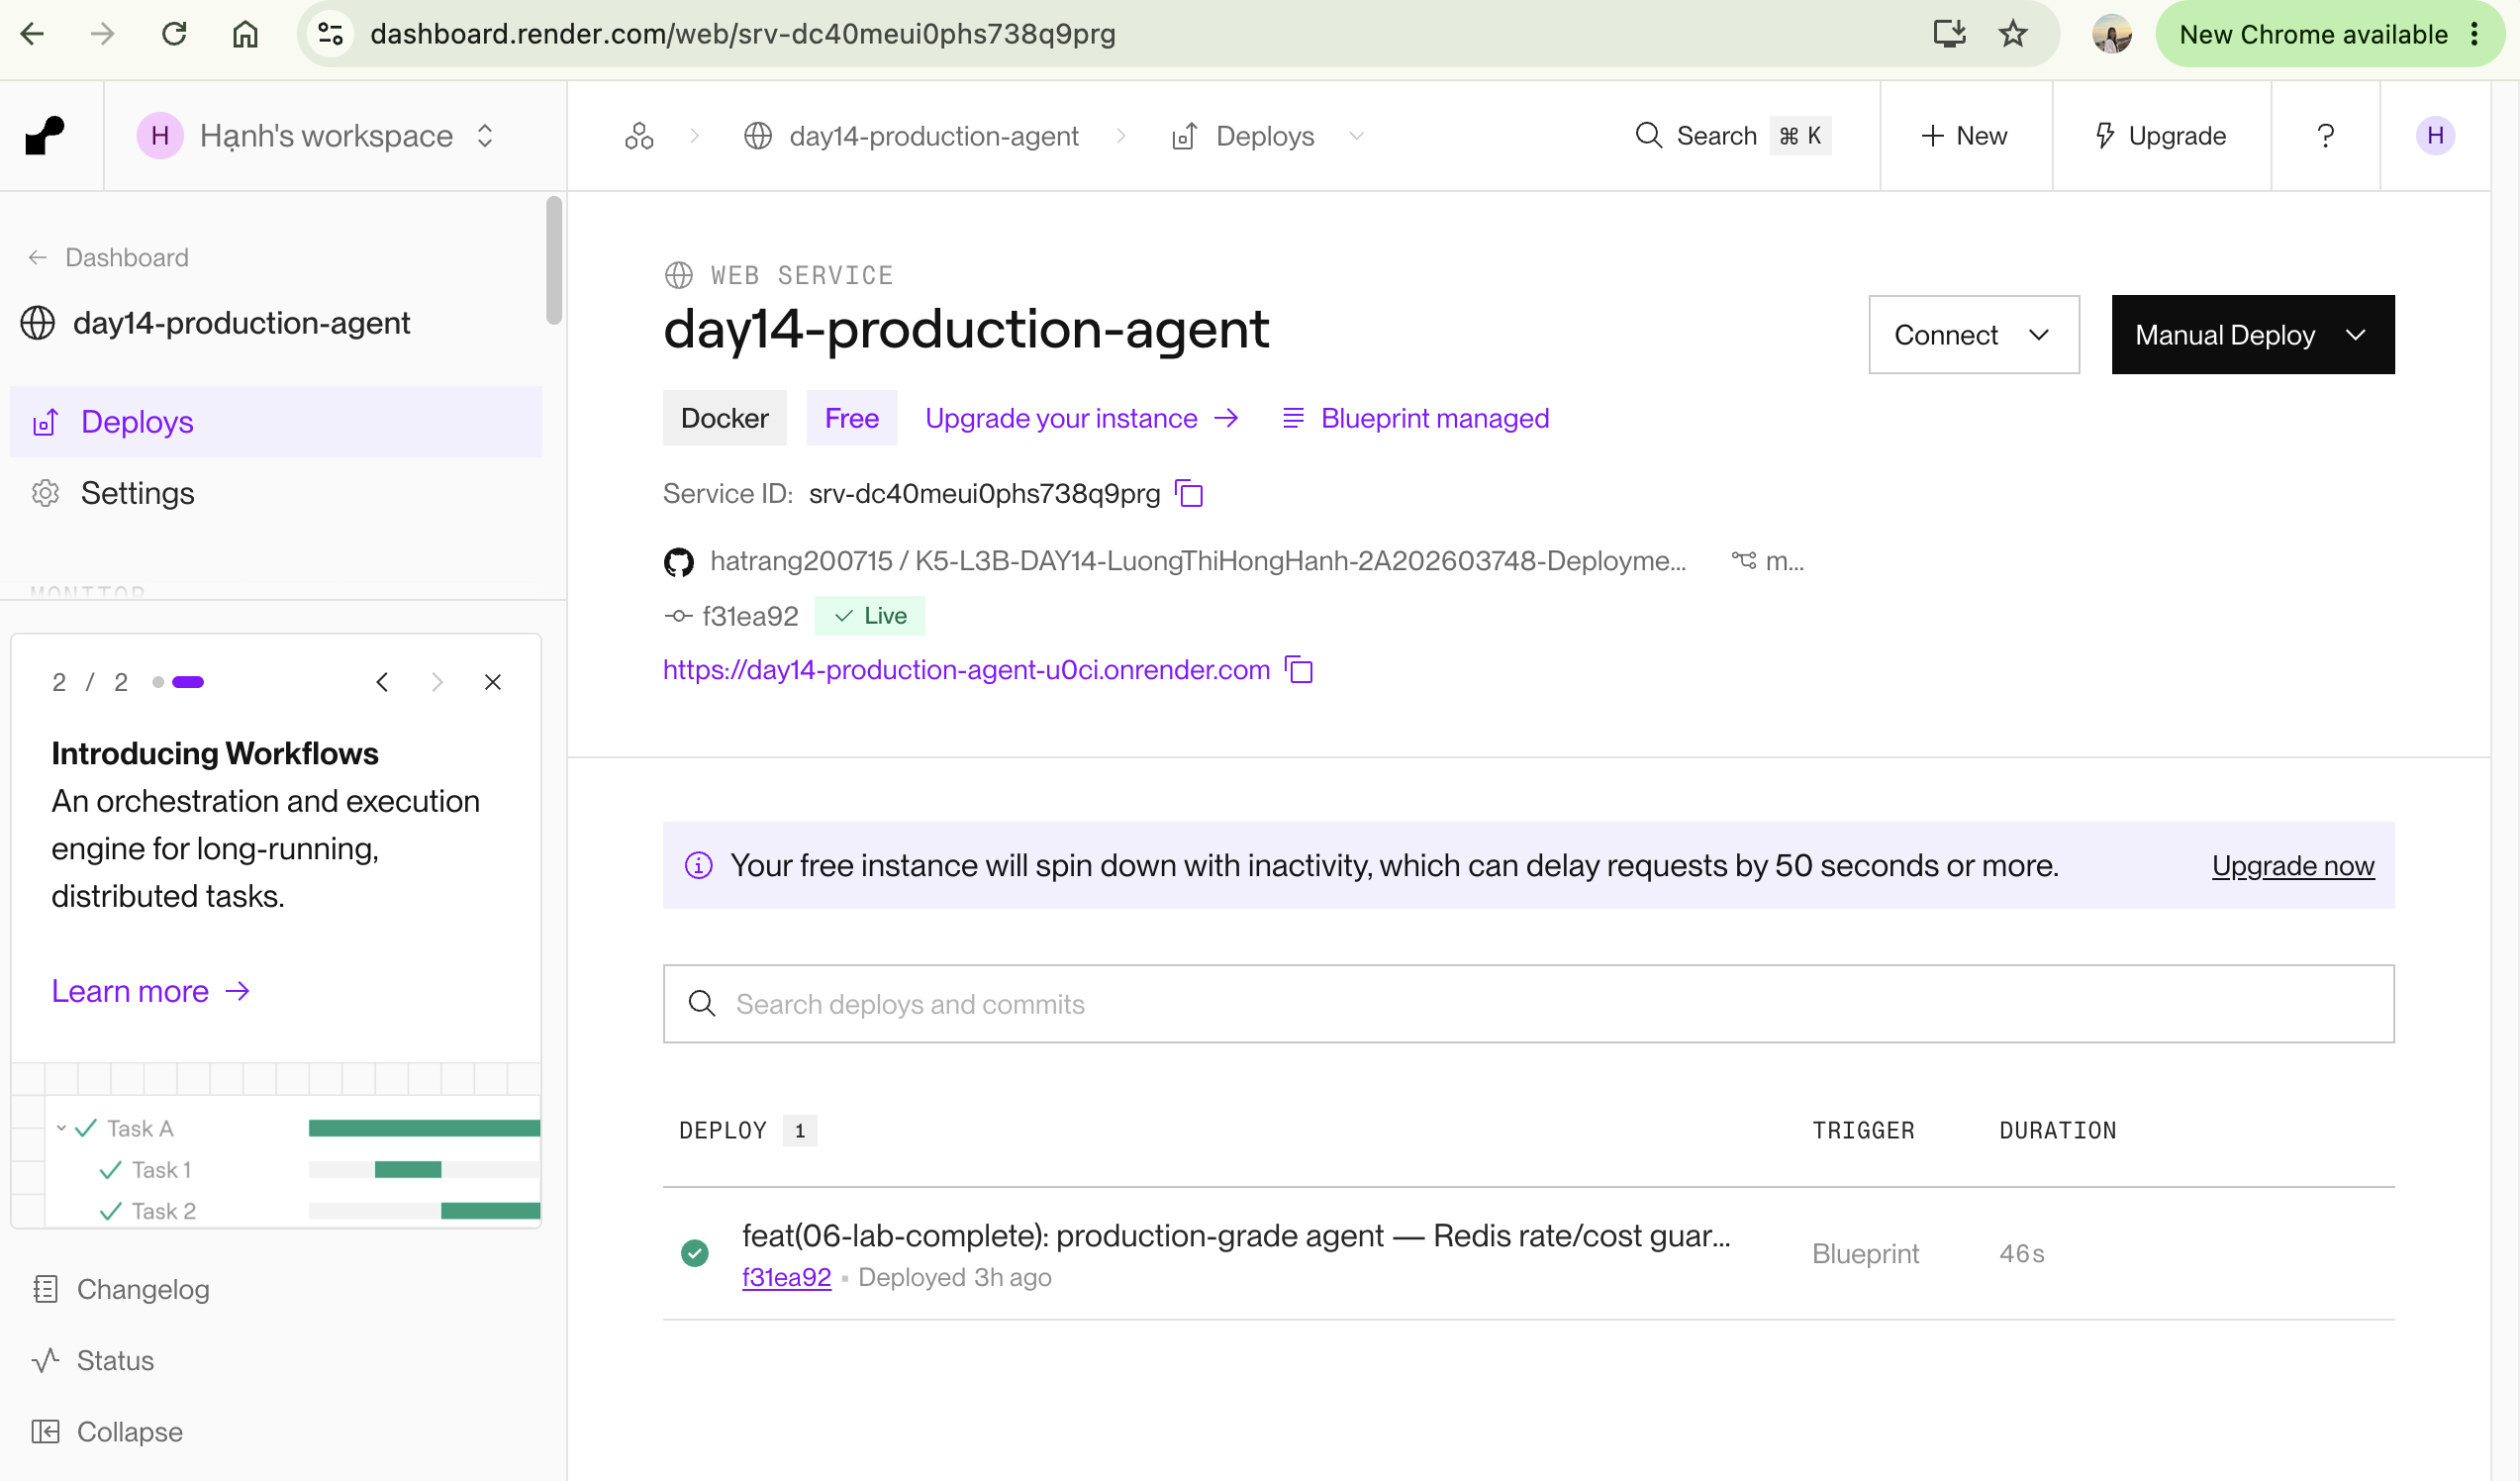 dashboard.render.com/web/srv-dc40meui0phs738q9prg
New Chrome available
H Hạnh's workspace
day14-production-agent
Deploys
Search ⌘ K
+ New
Upgrade
?
H
← Dashboard
day14-production-agent
Deploys
Settings
MONITOR
2 / 2
Introducing Workflows
An orchestration and execution
engine for long-running,
distributed tasks.
Learn more →
Task A
Task 1
Task 2
Changelog
Status
Collapse
WEB SERVICE
day14-production-agent
Connect
Manual Deploy
Docker
Free
Upgrade your instance →
Blueprint managed
Service ID: srv-dc40meui0phs738q9prg
hatrang200715 / K5-L3B-DAY14-LuongThiHongHanh-2A202603748-Deployme... m...
f31ea92 Live
https://day14-production-agent-u0ci.onrender.com
Your free instance will spin down with inactivity, which can delay requests by 50 seconds or more.
Upgrade now
Search deploys and commits
DEPLOY 1 TRIGGER DURATION
feat(06-lab-complete): production-grade agent — Redis rate/cost guar...
f31ea92 ▪ Deployed 3h ago
Blueprint
46s